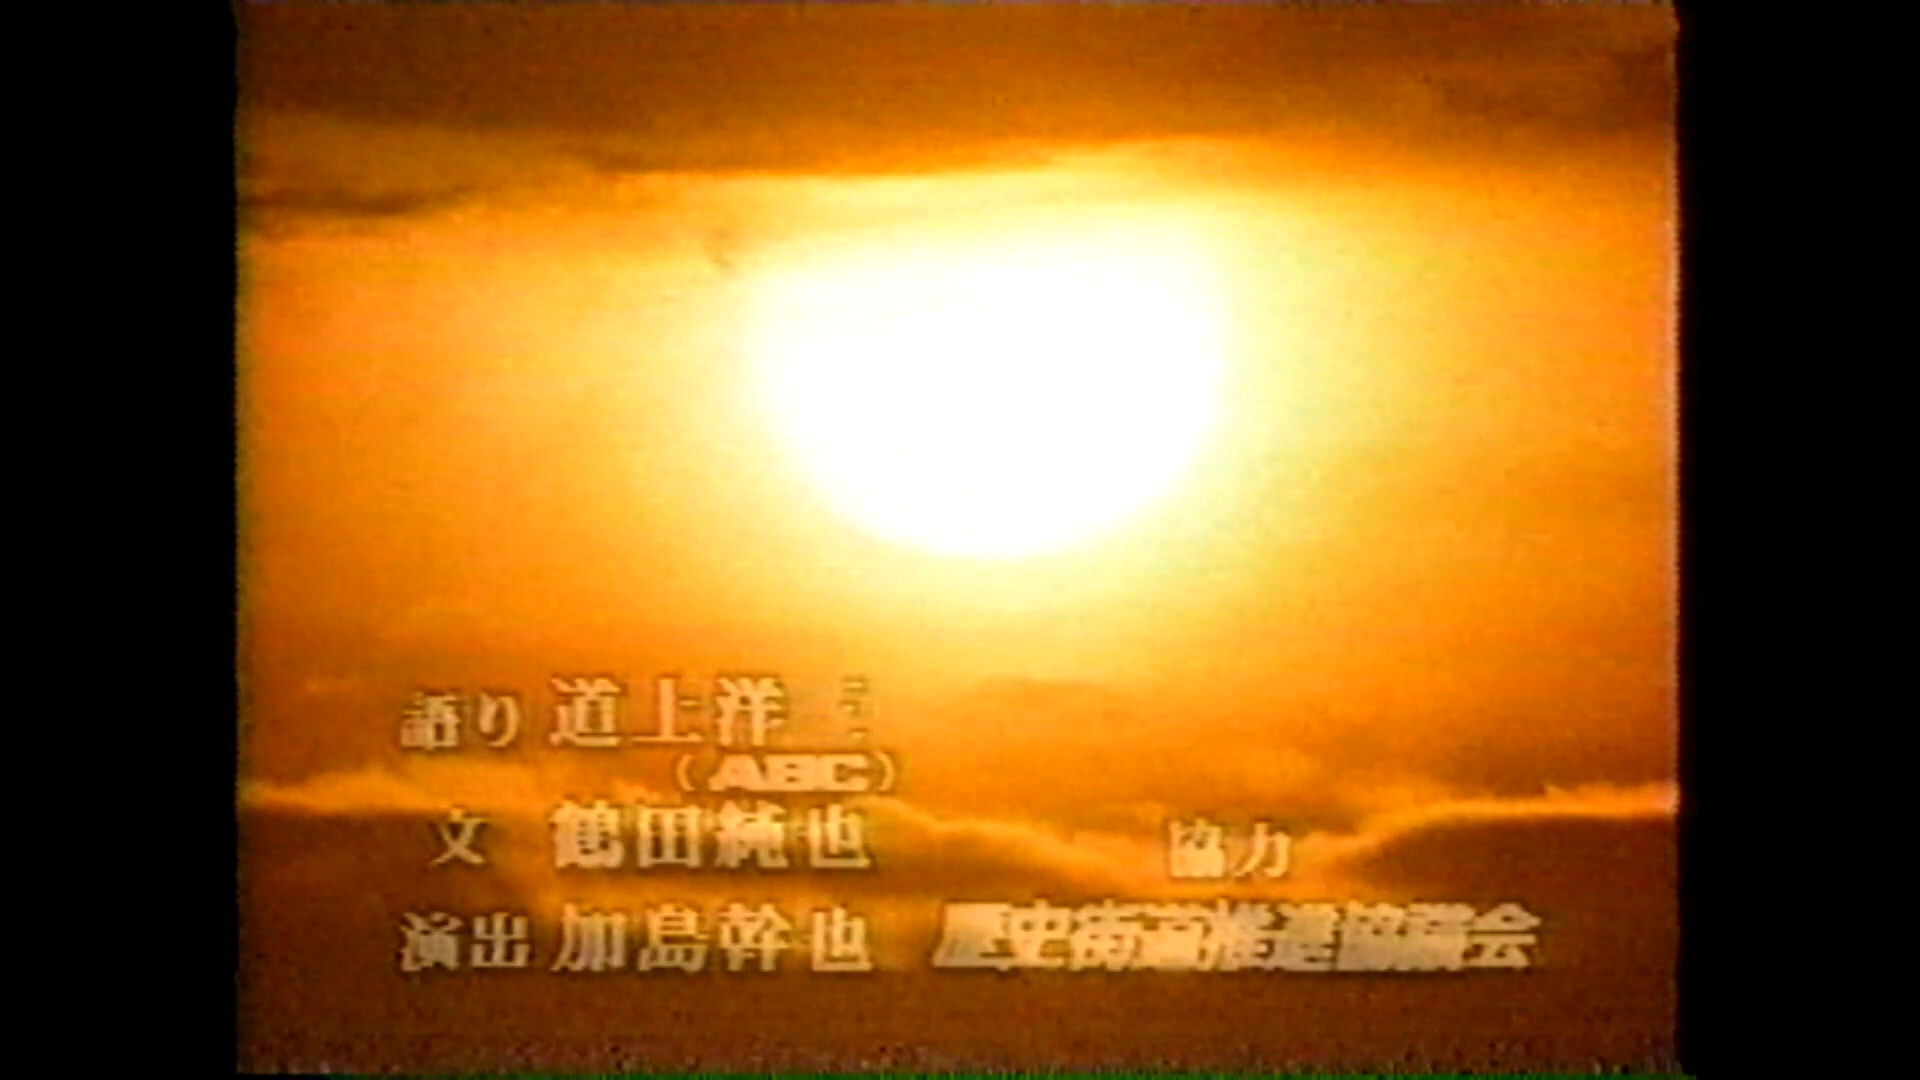 語り 道上洋三
(ABC)
文 鶴田純也
演出 加島幹也
協力
歴史街道推進協議会